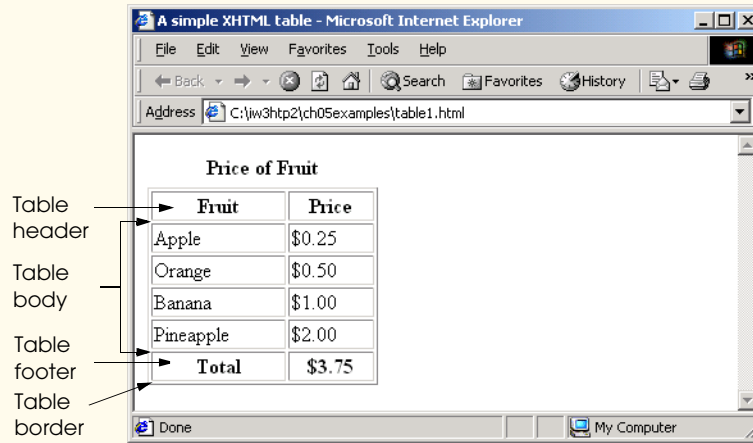 A simple XHTML table - Microsoft Internet Explorer
File Edit View Favorites Tools Help
Back Search Favorites History »
Address C:\iw3htp2\ch05examples\table1.html
Price of Fruit
Table header
Fruit Price
Table body
Apple $0.25
Orange $0.50
Banana $1.00
Pineapple $2.00
Table footer
Total $3.75
Table border
Done My Computer